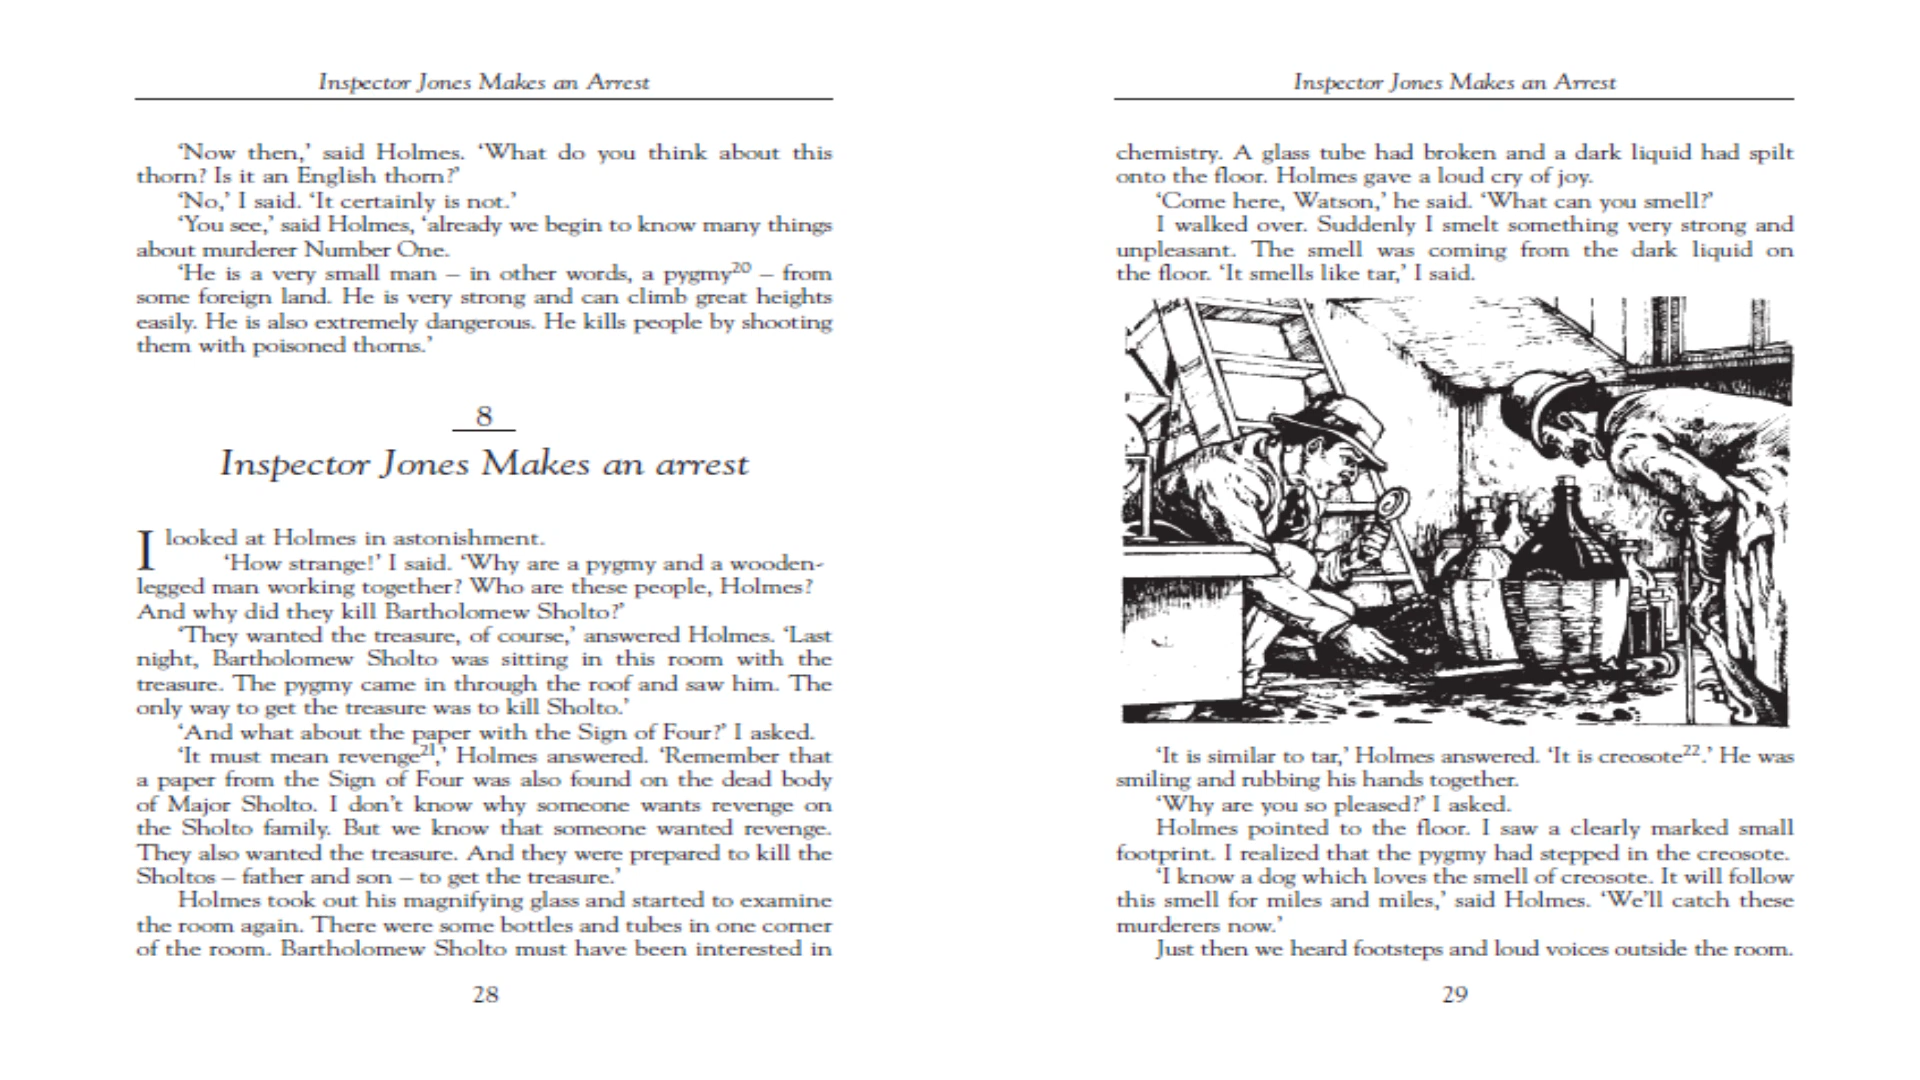 Inspector Jones Makes an Arrest
‘Now then,’ said Holmes. ‘What do you think about this
thorn? Is it an English thorn?’
‘No,’ I said. ‘It certainly is not.’
‘You see,’ said Holmes, ‘already we begin to know many things
about murderer Number One.
‘He is a very small man – in other words, a pygmy20 – from
some foreign land. He is very strong and can climb great heights
easily. He is also extremely dangerous. He kills people by shooting
them with poisoned thorns.’
8
Inspector Jones Makes an arrest
I looked at Holmes in astonishment.
‘How strange!’ I said. ‘Why are a pygmy and a wooden-
legged man working together? Who are these people, Holmes?
And why did they kill Bartholomew Sholto?’
‘They wanted the treasure, of course,’ answered Holmes. ‘Last
night, Bartholomew Sholto was sitting in this room with the
treasure. The pygmy came in through the roof and saw him. The
only way to get the treasure was to kill Sholto.’
‘And what about the paper with the Sign of Four?’ I asked.
‘It must mean revenge21,’ Holmes answered. ‘Remember that
a paper from the Sign of Four was also found on the dead body
of Major Sholto. I don’t know why someone wants revenge on
the Sholto family. But we know that someone wanted revenge.
They also wanted the treasure. And they were prepared to kill the
Sholtos – father and son – to get the treasure.’
Holmes took out his magnifying glass and started to examine
the room again. There were some bottles and tubes in one corner
of the room. Bartholomew Sholto must have been interested in
28
Inspector Jones Makes an Arrest
chemistry. A glass tube had broken and a dark liquid had spilt
onto the floor. Holmes gave a loud cry of joy.
‘Come here, Watson,’ he said. ‘What can you smell?’
I walked over. Suddenly I smelt something very strong and
unpleasant. The smell was coming from the dark liquid on
the floor. ‘It smells like tar,’ I said.
‘It is similar to tar,’ Holmes answered. ‘It is creosote22.’ He was
smiling and rubbing his hands together.
‘Why are you so pleased?’ I asked.
Holmes pointed to the floor. I saw a clearly marked small
footprint. I realized that the pygmy had stepped in the creosote.
‘I know a dog which loves the smell of creosote. It will follow
this smell for miles and miles,’ said Holmes. ‘We’ll catch these
murderers now.’
Just then we heard footsteps and loud voices outside the room.
29